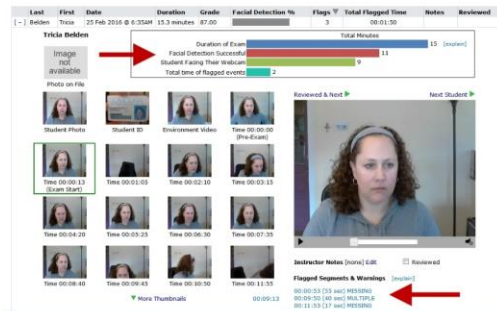 Last First Date Duration Grade Facial Detection % Flags ▼ Total Flagged Time Notes Reviewed
[-] Belden Tricia 25 Feb 2016 @ 6:35AM 15.3 minutes 87.00 3 00:01:50
Tricia Belden
Image
not
available
Photo on File
Total Minutes
Duration of Exam 15 [explain]
Facial Detection Successful 11
Student Facing Their Webcam 9
Total time of flagged events 2
Reviewed & Next Next Student
Student Photo Student ID Environment Video Time 00:00:00
(Pre-Exam)
Time 00:00:13 Time 00:01:05 Time 00:02:10 Time 00:03:15
(Exam Start)
Time 00:04:20 Time 00:05:25 Time 00:06:30 Time 00:07:35
Time 00:08:40 Time 00:09:45 Time 00:10:50 Time 00:11:55
▼ More Thumbnails 00:09:13
Instructor Notes [none] Edit Reviewed
Flagged Segments & Warnings [explain]
00:00:53 (53 sec) MISSING
00:09:50 (40 sec) MULTIPLE
00:11:53 (17 sec) MISSING